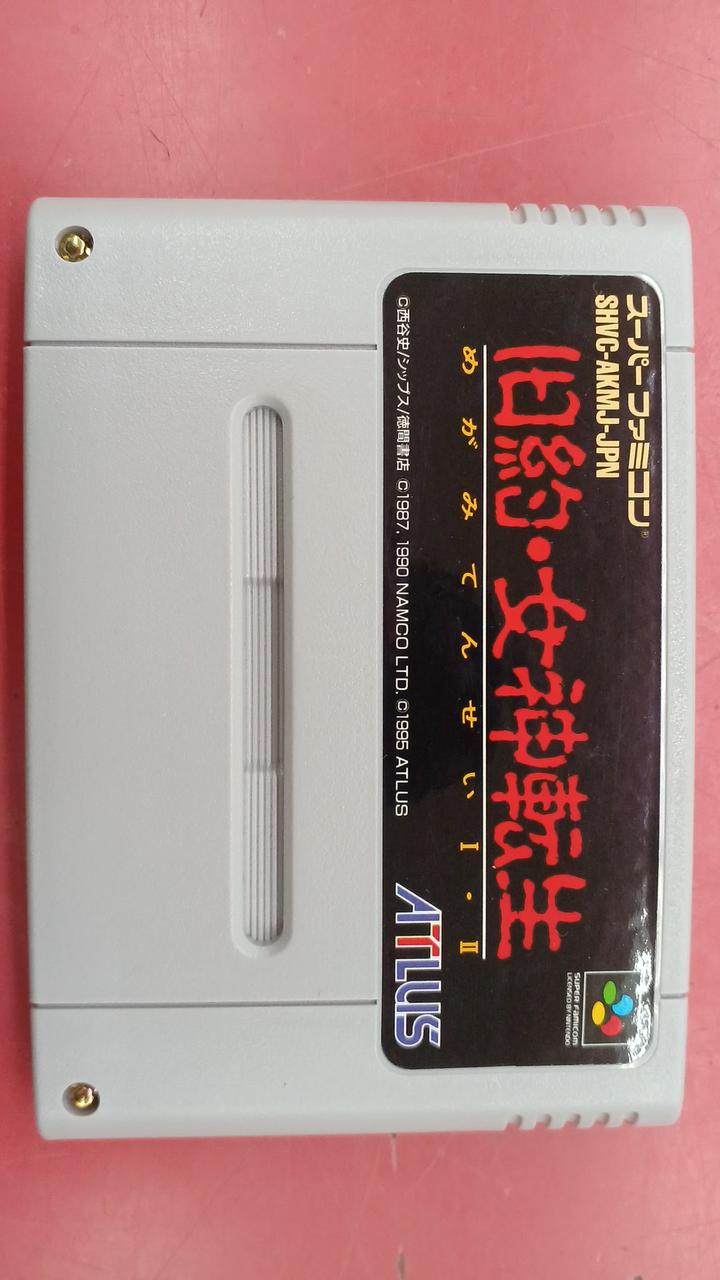 スーパーファミコン®
SHVC-AKMJ-JPN
旧約・女神転生
めがみてんせいI・II
SUPER FAMICOM
LICENSED BY NINTENDO
©西谷史/シップス/徳間書店 ©1987, 1990 NAMCO LTD. ©1995 ATLUS
ATLUS